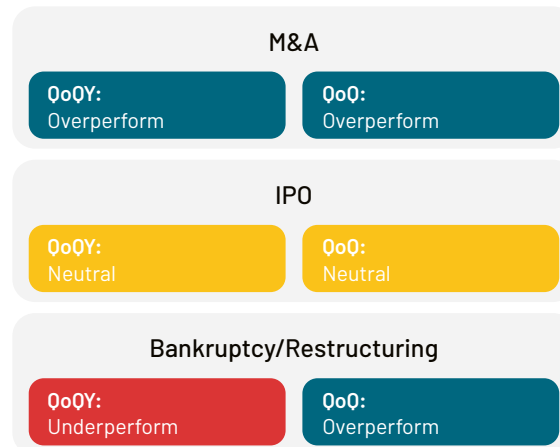 M&A
QoQY:
Overperform
QoQ:
Overperform
IPO
QoQY:
Neutral
QoQ:
Neutral
Bankruptcy/Restructuring
QoQY:
Underperform
QoQ:
Overperform